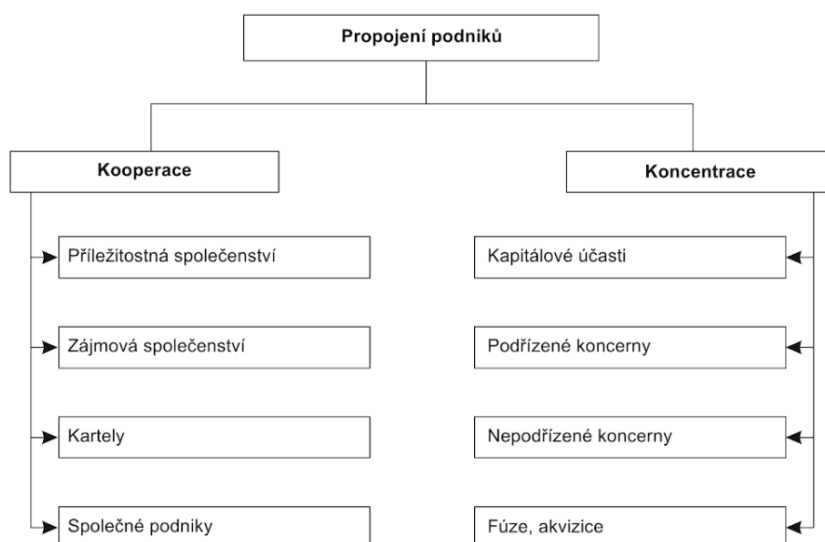 Propojení podniků
Kooperace
Koncentrace
Příležitostná společenství
Kapitálové účasti
Zájmová společenství
Podřízené koncerny
Kartely
Nepodřízené koncerny
Společné podniky
Fúze, akvizice